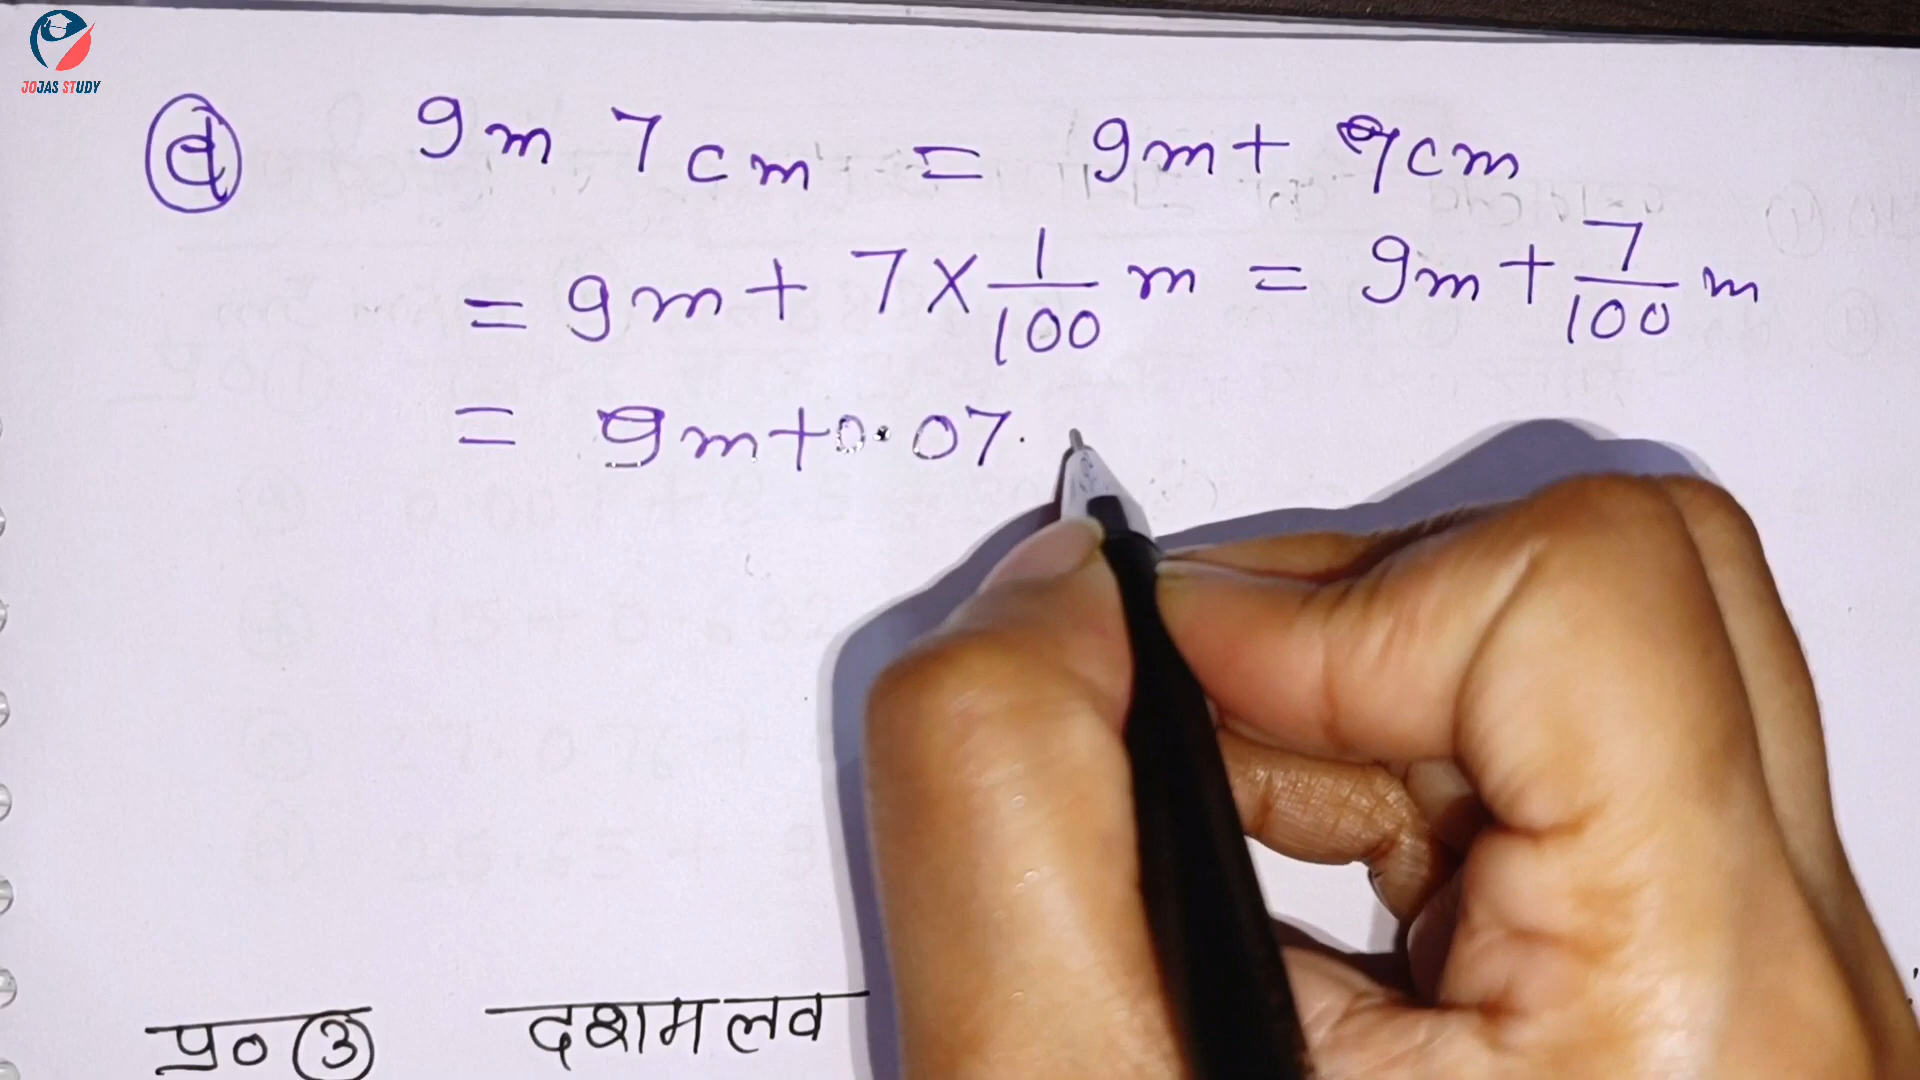 JOJAS STUDY
(d) 9m 7cm = 9m + 7cm
= 9m + 7 × 1/100 m = 9m + 7/100 m
= 9m + 0.07
प्र० (3) दशमलव